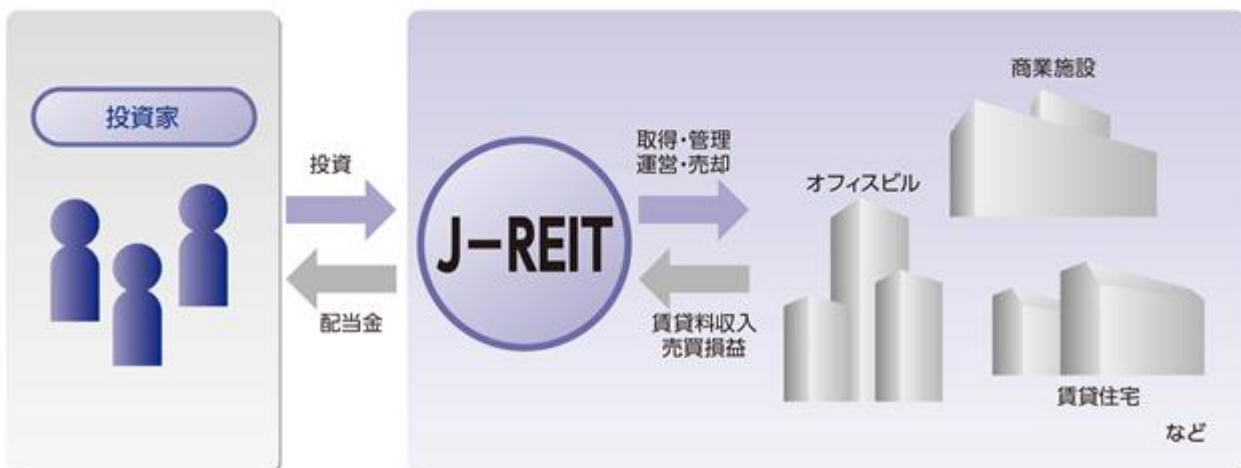 投資家
投資
配当金
J-REIT
取得・管理
運営・売却
賃貸料収入
売買損益
商業施設
オフィスビル
賃貸住宅
など